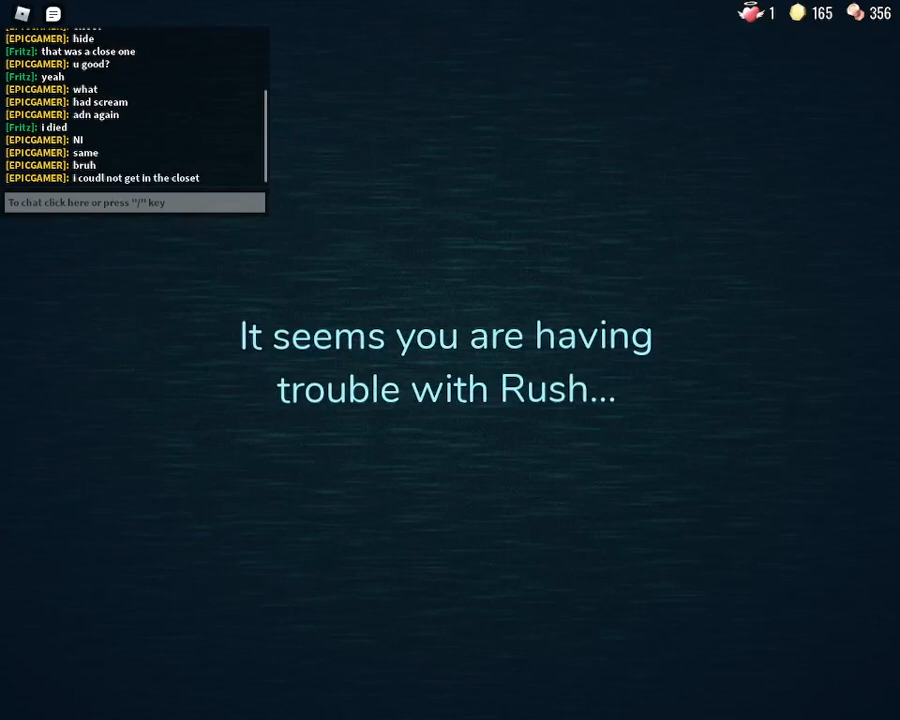 1 165 356
[EPICGAMER]: hide
[Fritz]: that was a close one
[EPICGAMER]: u good?
[Fritz]: yeah
[EPICGAMER]: what
[EPICGAMER]: had scream
[EPICGAMER]: adn again
[Fritz]: i died
[EPICGAMER]: NI
[EPICGAMER]: same
[EPICGAMER]: bruh
[EPICGAMER]: i coudl not get in the closet
To chat click here or press "/" key
It seems you are having
trouble with Rush...